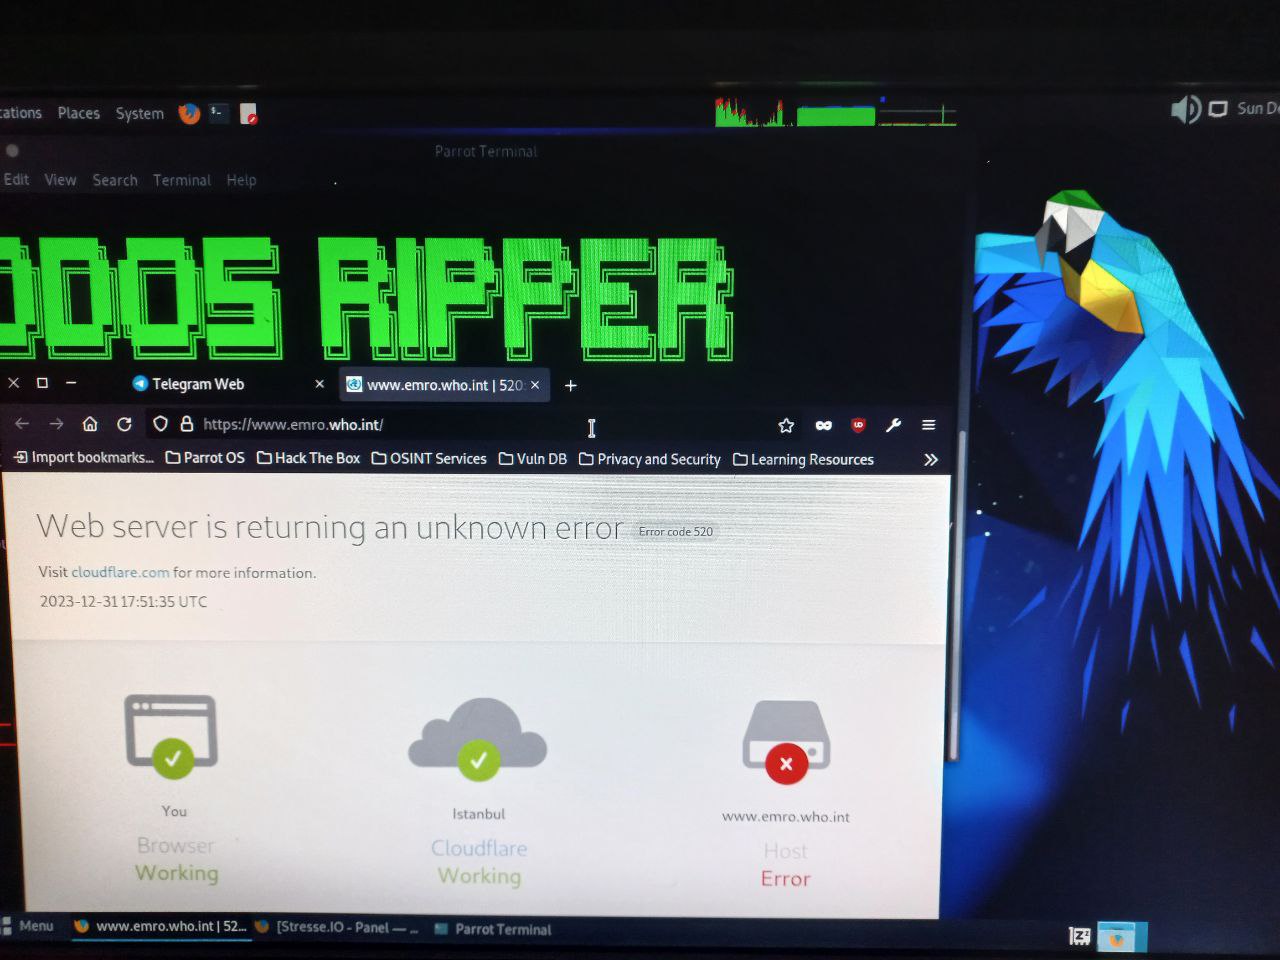 cations Places System
Sun De
Parrot Terminal
Edit View Search Terminal Help
DDOS RIPPER
Telegram Web
www.emro.who.int | 520:
https://www.emro.who.int/
Import bookmarks... Parrot OS Hack The Box OSINT Services Vuln DB Privacy and Security Learning Resources
Web server is returning an unknown error Error code 520
Visit cloudflare.com for more information.
2023-12-31 17:51:35 UTC
You
Istanbul
www.emro.who.int
Browser
Cloudflare
Host
Working
Working
Error
Menu www.emro.who.int | 52... [Stresse.IO - Panel — ... Parrot Terminal